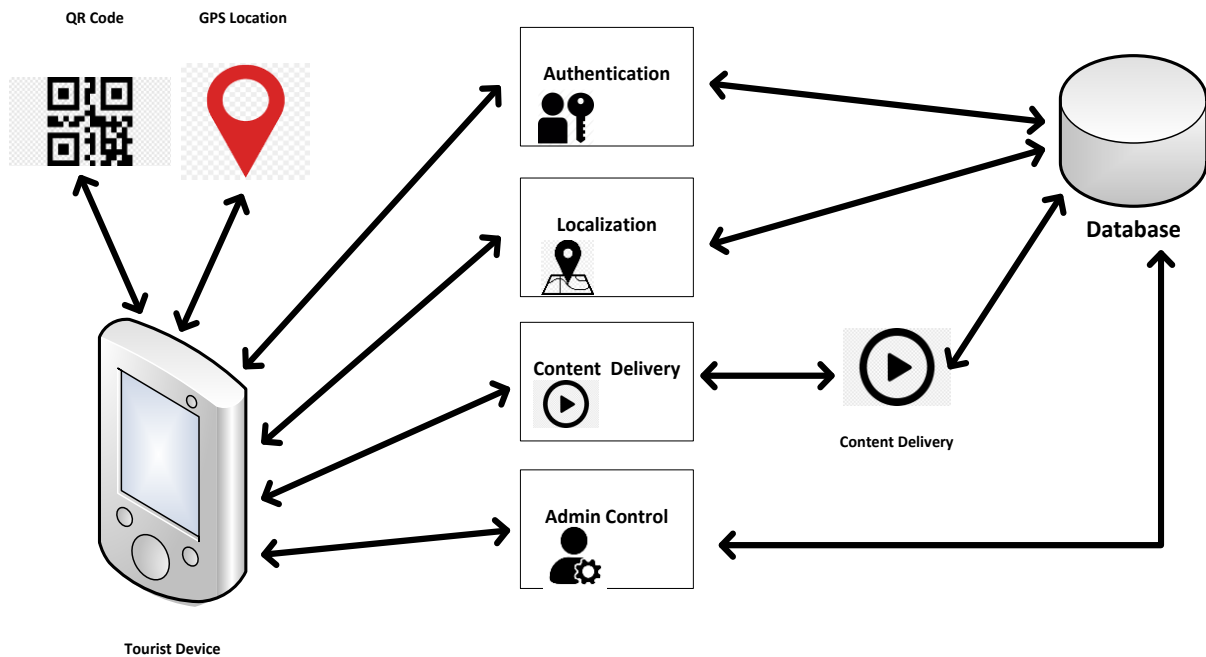 QR Code
GPS Location
Authentication
Localization
Database
Content Delivery
Content Delivery
Admin Control
Tourist Device